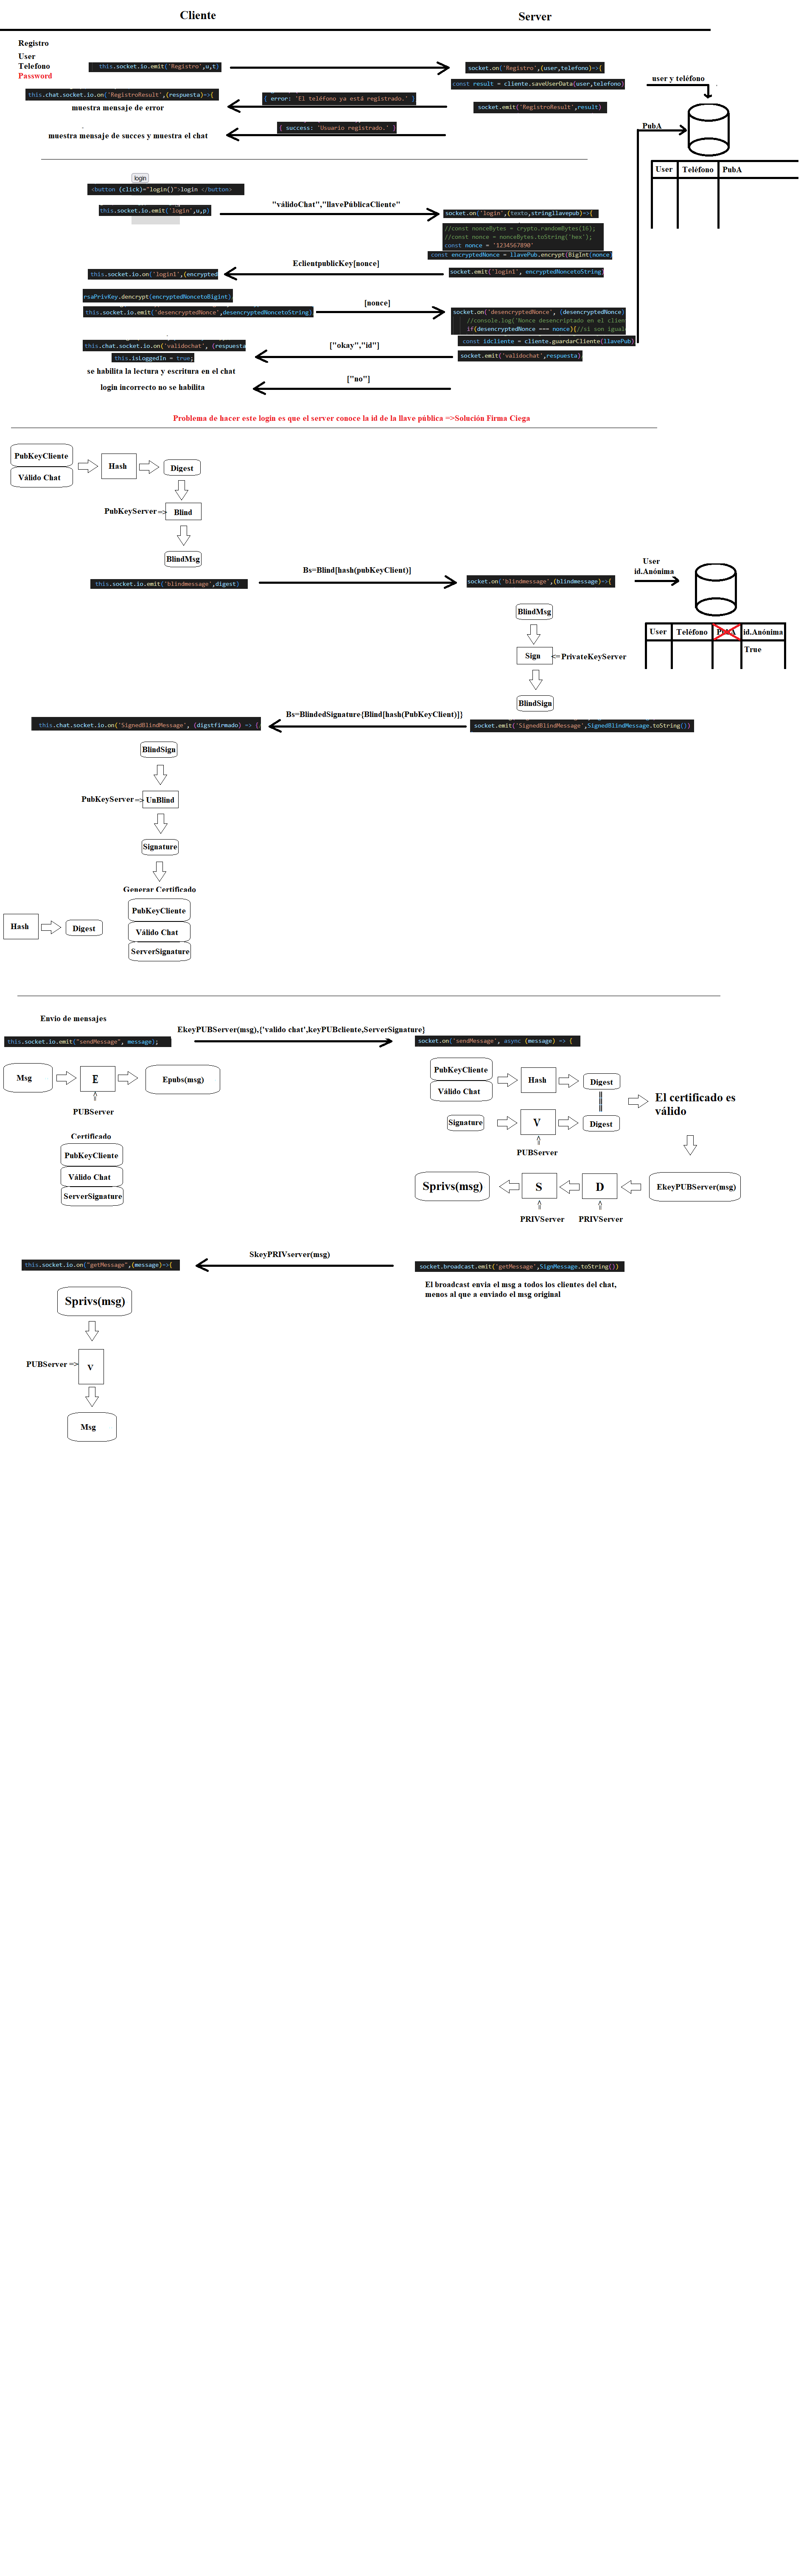 Cliente
Server
Registro
User
Telefono
Password
this.socket.io.emit('Registro',u,t)
socket.on('Registro',(user,telefono)=>{
const result = cliente.saveUserData(user,telefono)
user y teléfono
this.chat.socket.io.on('RegistroResult',(respuesta)=>{
{ error: 'El teléfono ya está registrado.' }
socket.emit('RegistroResult',result)
muestra mensaje de error
PubA
{ success: 'Usuario registrado.' }
muestra mensaje de succes y muestra el chat
User
Teléfono
PubA
login
<button (click)="login()">login </button>
this.socket.io.emit('login',u,p)
"válidoChat","llavePúblicaCliente"
socket.on('login',(texto,stringllavepub)=>{
//const nonceBytes = crypto.randomBytes(16);
//const nonce = nonceBytes.toString('hex');
const nonce = '1234567890'
const encryptedNonce = llavePub.encrypt(BigInt(nonce)
EclientpublicKey[nonce]
this.socket.io.on('login1',(encrypted
socket.emit('login1', encryptedNoncetoString)
rsaPrivKey.dencrypt(encryptedNoncetoBigint)
[nonce]
this.socket.io.emit('desencryptedNonce',desencryptedNoncetoString)
socket.on('desencryptedNonce', (desencryptedNonce)
//console.log('Nonce desencriptado en el clien
if(desencryptedNonce === nonce){//si son iguale
const idcliente = cliente.guardarCliente(llavePub)
this.chat.socket.io.on('validochat', (respuesta
["okay","id"]
socket.emit('validochat',respuesta)
this.isLoggedIn = true;
se habilita la lectura y escritura en el chat
["no"]
login incorrecto no se habilita
Problema de hacer este login es que el server conoce la id de la llave pública =>Solución Firma Ciega
PubKeyCliente
Válido Chat
Hash
Digest
PubKeyServer=>
Blind
BlindMsg
this.socket.io.emit('blindmessage',digest)
Bs=Blind[hash(pubKeyClient)]
socket.on('blindmessage',(blindmessage)=>{
User
id.Anónima
BlindMsg
User
Teléfono
PubA
id.Anónima
True
Sign
<=PrivateKeyServer
BlindSign
Bs=BlindedSignature{Blind[hash(PubKeyClient)]}
this.chat.socket.io.on('SignedBlindMessage', (digstfirmado) => {
socket.emit('SignedBlindMessage',SignedBlindMessage.toString())
BlindSign
PubKeyServer=>
UnBlind
Signature
Generar Certificado
PubKeyCliente
Válido Chat
ServerSignature
Hash
Digest
Envio de mensajes
EkeyPUBServer(msg),{'valido chat',keyPUBcliente,ServerSignature}
this.socket.io.emit("sendMessage", message);
socket.on('sendMessage', async (message) => {
Msg
E
Epubs(msg)
PUBServer
PubKeyCliente
Válido Chat
Hash
Digest
El certificado es
válido
Signature
V
Digest
PUBServer
Certificado
PubKeyCliente
Válido Chat
ServerSignature
Sprivs(msg)
S
D
EkeyPUBServer(msg)
PRIVServer
PRIVServer
SkeyPRIVserver(msg)
this.socket.io.on("getMessage",(message)=>{
socket.broadcast.emit('getMessage',SignMessage.toString())
El broadcast envia el msg a todos los clientes del chat,
menos al que a enviado el msg original
Sprivs(msg)
PUBServer =>
V
Msg